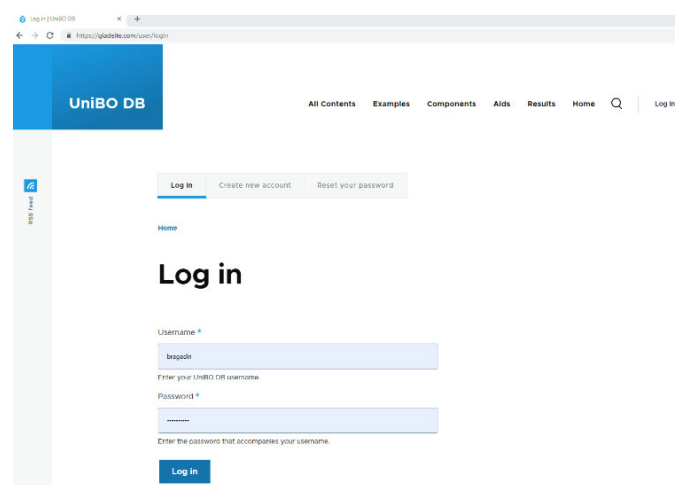 Log in | UniBO DB
https://giadeite.com/user/login
UniBO DB
All Contents Examples Components Aids Results Home Log in
RSS feed
Log in Create new account Reset your password
Home
Log in
Username *
bragadin
Enter your UniBO DB username
Password *
Enter the password that accompanies your username.
Log in